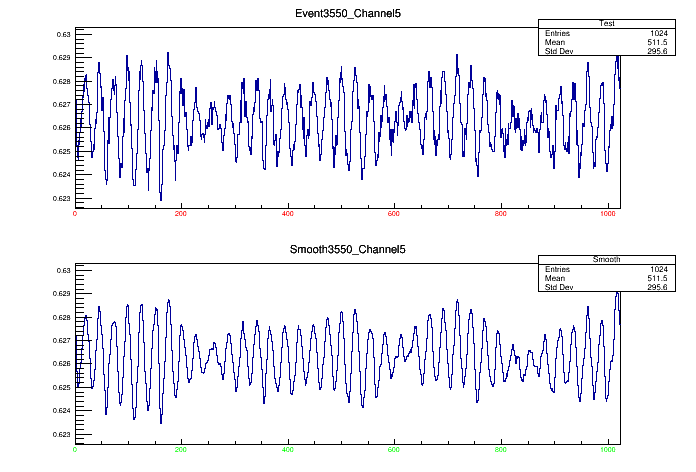 Event3550_Channel5
Test
Entries 1024
Mean 511.5
Std Dev 295.6
0.63
0.629
0.628
0.627
0.626
0.625
0.624
0.623
0 200 400 600 800 1000
Smooth3550_Channel5
Smooth
Entries 1024
Mean 511.5
Std Dev 295.6
0.63
0.629
0.628
0.627
0.626
0.625
0.624
0.623
0 200 400 600 800 1000